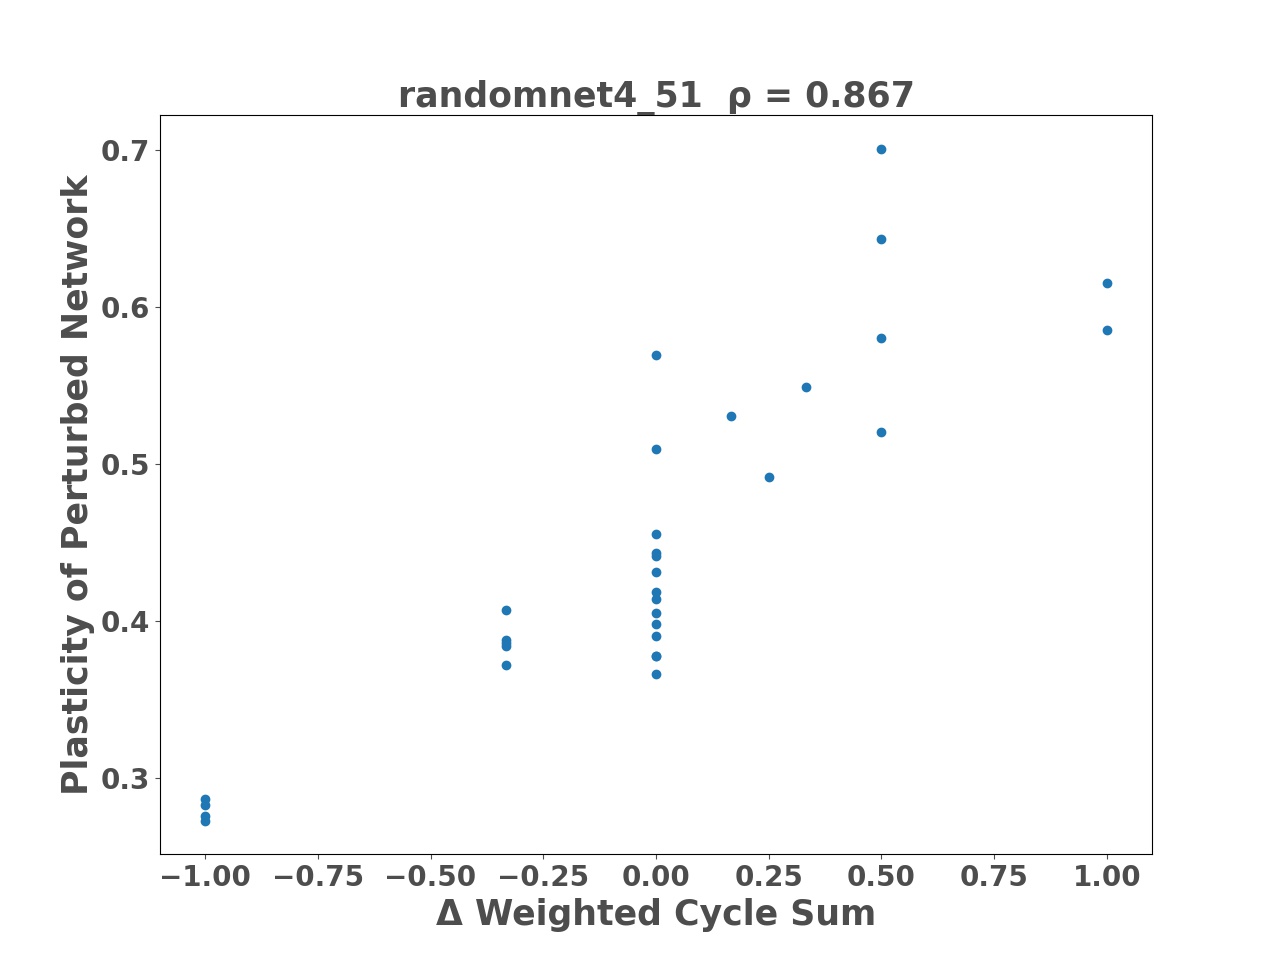 randomnet4_51 ρ = 0.867
Plasticity of Perturbed Network
0.7
0.6
0.5
0.4
0.3
−1.00 −0.75 −0.50 −0.25 0.00 0.25 0.50 0.75 1.00
Δ Weighted Cycle Sum